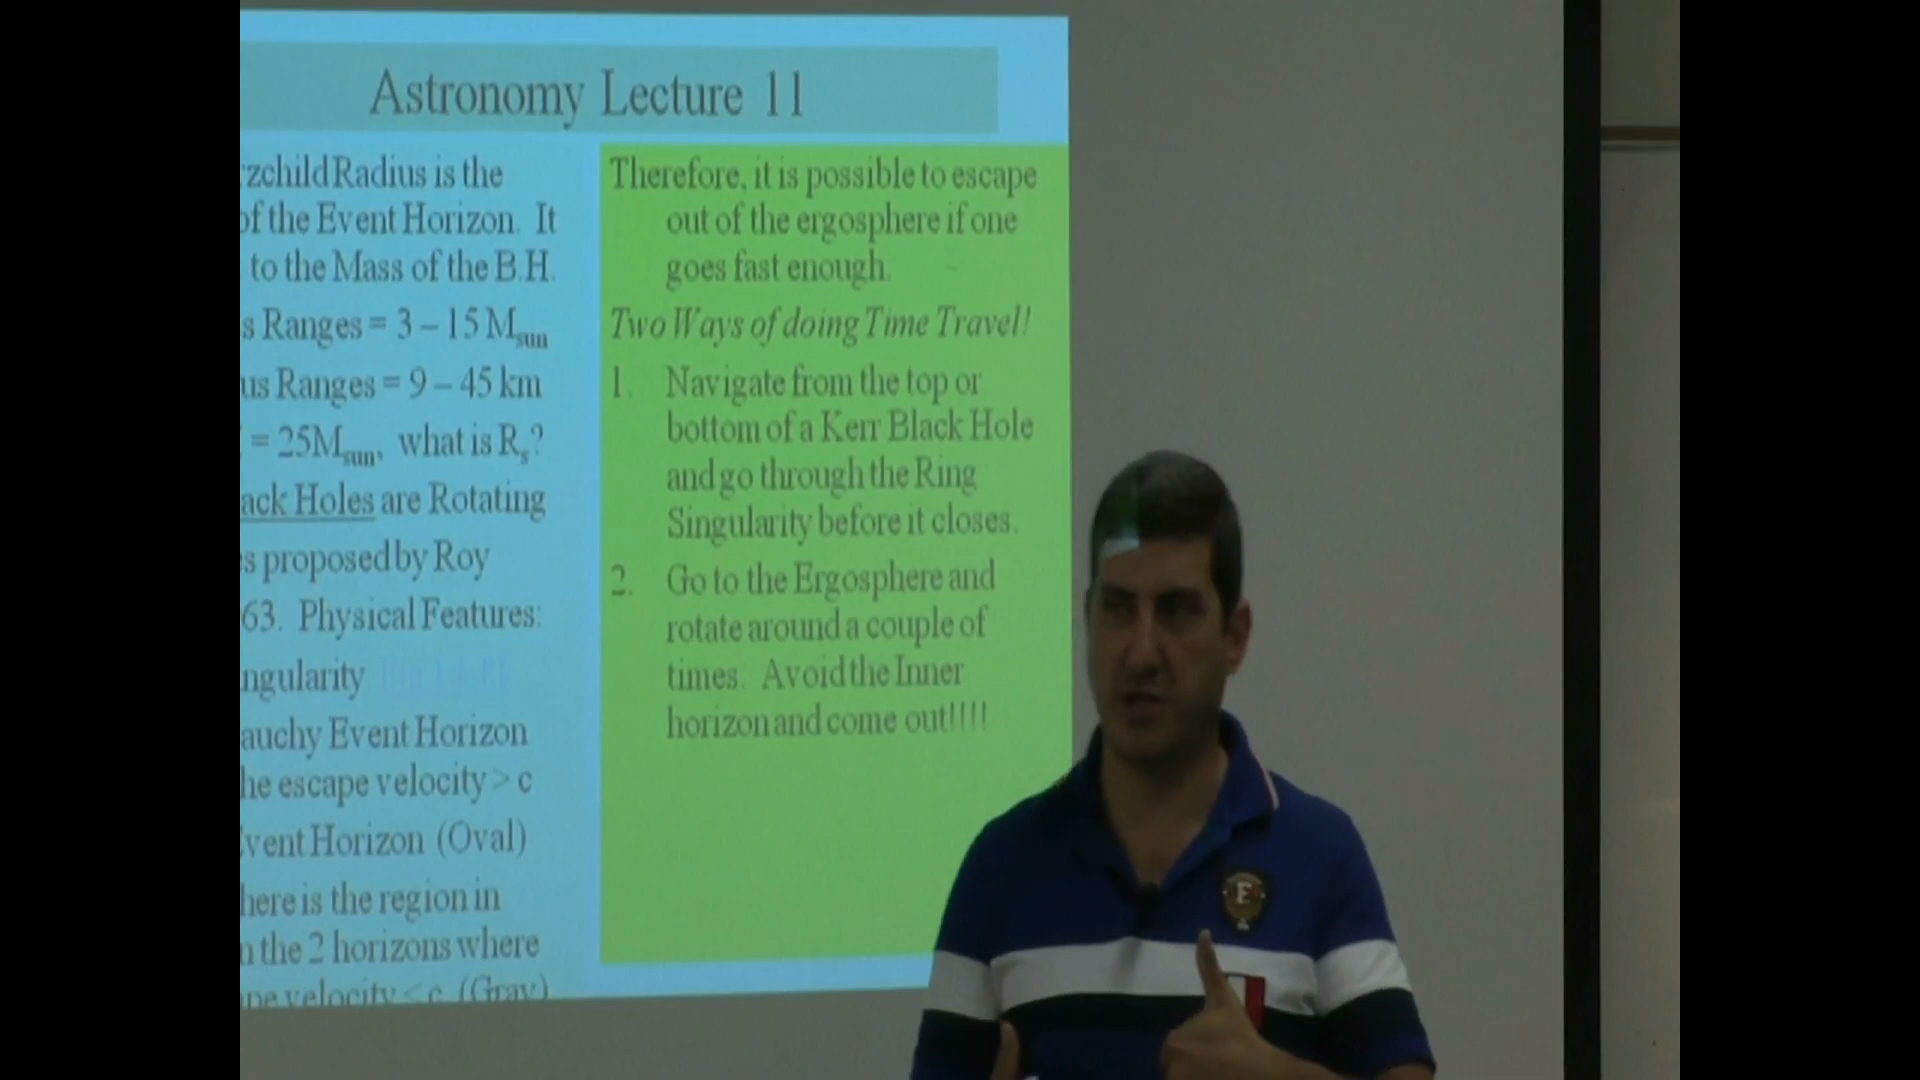 Astronomy Lecture 11
zchild Radius is the
of the Event Horizon. It
to the Mass of the B.H.
s Ranges = 3 – 15 Msun
us Ranges = 9 – 45 km
= 25Msun, what is Rs?
ack Holes are Rotating
s proposed by Roy
63. Physical Features:
ngularity
auchy Event Horizon
he escape velocity > c
vent Horizon (Oval)
here is the region in
n the 2 horizons where
pe velocity < c (Gray)
Therefore, it is possible to escape
out of the ergosphere if one
goes fast enough.
Two Ways of doing Time Travel!
1. Navigate from the top or
bottom of a Kerr Black Hole
and go through the Ring
Singularity before it closes.
2. Go to the Ergosphere and
rotate around a couple of
times. Avoid the Inner
horizon and come out!!!!
F